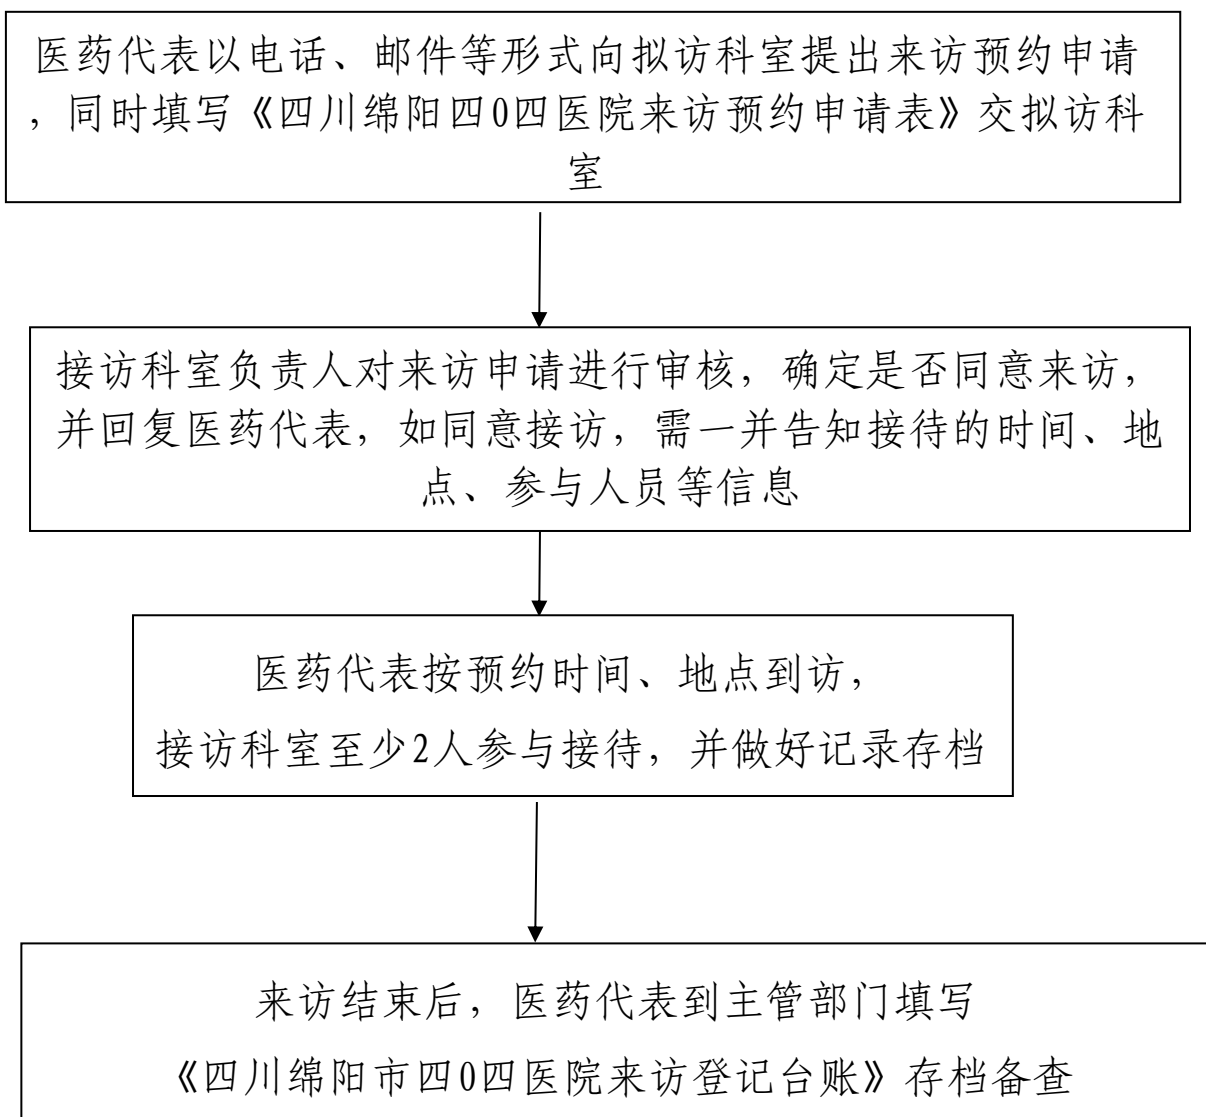 医药代表以电话、邮件等形式向拟访科室提出来访预约申请
，同时填写《四川绵阳四0四医院来访预约申请表》交拟访科
室
接访科室负责人对来访申请进行审核，确定是否同意来访，
并回复医药代表，如同意接访，需一并告知接待的时间、地
点、参与人员等信息
医药代表按预约时间、地点到访，
接访科室至少2人参与接待，并做好记录存档
来访结束后，医药代表到主管部门填写
《四川绵阳市四0四医院来访登记台账》存档备查